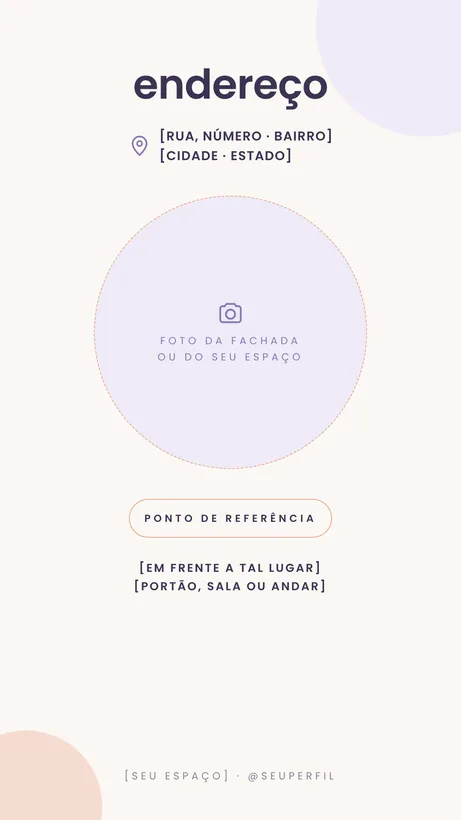 endereço
[RUA, NÚMERO · BAIRRO]
[CIDADE · ESTADO]
FOTO DA FACHADA
OU DO SEU ESPAÇO
PONTO DE REFERÊNCIA
[EM FRENTE A TAL LUGAR]
[PORTÃO, SALA OU ANDAR]
[SEU ESPAÇO] · @SEUPERFIL